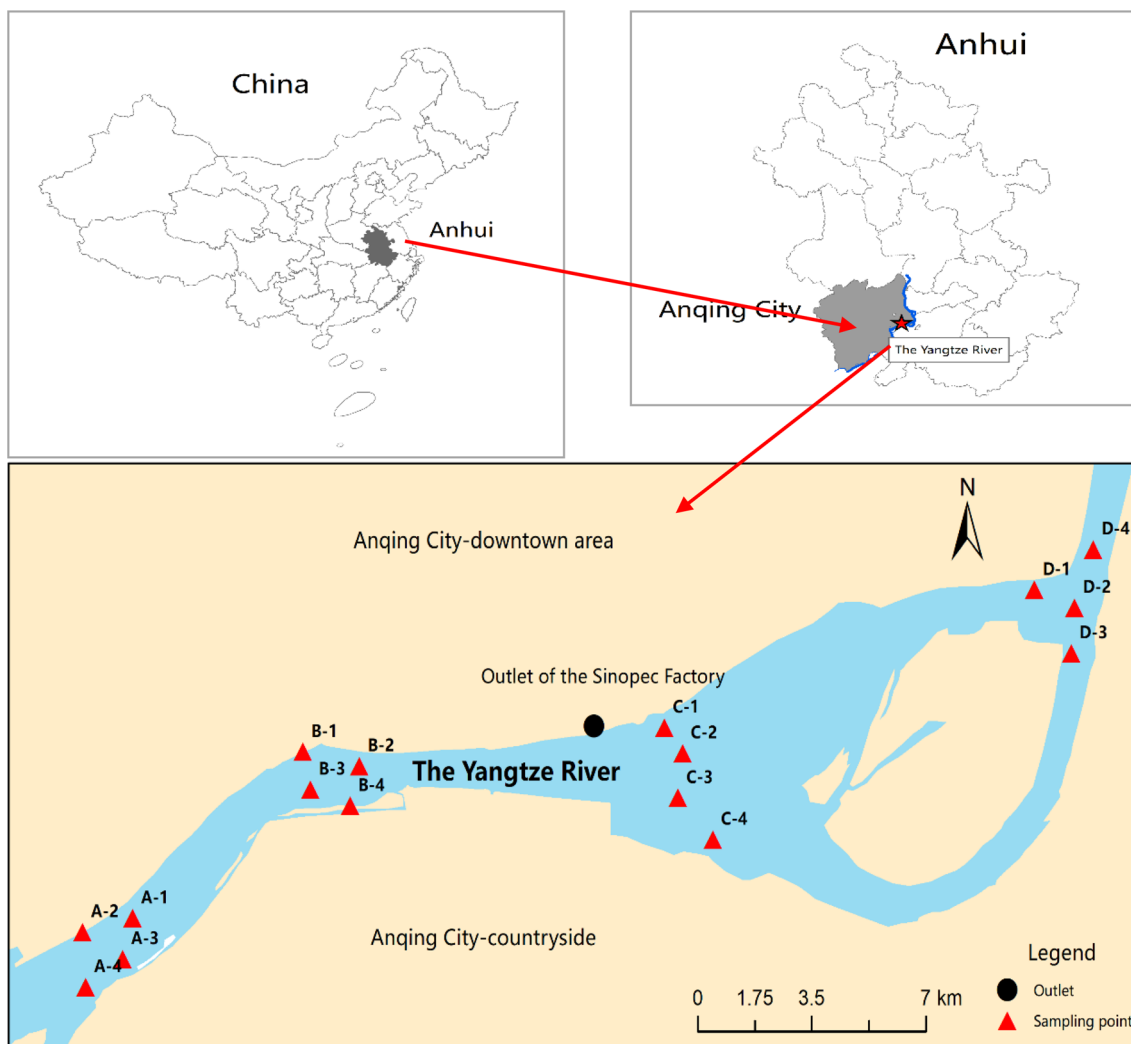 China
Anhui
Anhui
Anqing City
The Yangtze River
Anqing City-downtown area
N
D-4
D-1
D-2
D-3
Outlet of the Sinopec Factory
C-1
C-2
C-3
C-4
B-1
B-2
B-3
B-4
The Yangtze River
A-2
A-1
A-3
A-4
Anqing City-countryside
Legend
Outlet
Sampling point
0 1.75 3.5 7 km